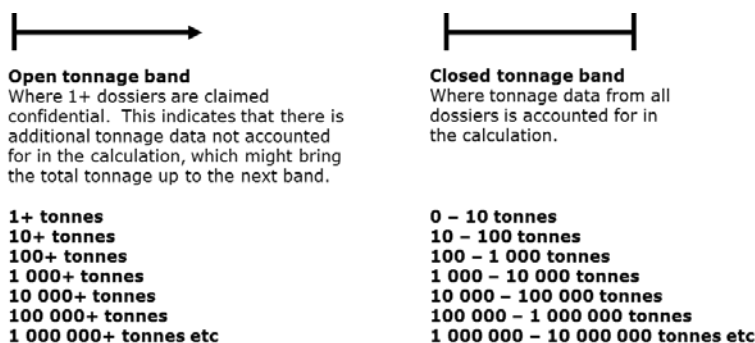 Open tonnage band
Where 1+ dossiers are claimed
confidential. This indicates that there is
additional tonnage data not accounted
for in the calculation, which might bring
the total tonnage up to the next band.
1+ tonnes
10+ tonnes
100+ tonnes
1 000+ tonnes
10 000+ tonnes
100 000+ tonnes
1 000 000+ tonnes etc
Closed tonnage band
Where tonnage data from all
dossiers is accounted for in
the calculation.
0 – 10 tonnes
10 – 100 tonnes
100 – 1 000 tonnes
1 000 – 10 000 tonnes
10 000 – 100 000 tonnes
100 000 – 1 000 000 tonnes
1 000 000 – 10 000 000 tonnes etc